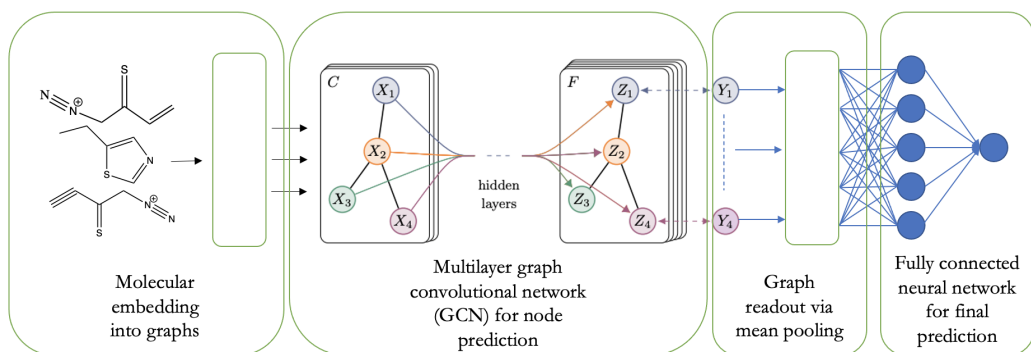 S
N
N
+
N
S
S
N
+
N
C
X₁
X₂
X₃
X₄
hidden
layers
F
Z₁
Z₂
Z₃
Z₄
Y₁
Y₄
Molecular
embedding
into graphs
Multilayer graph
convolutional network
(GCN) for node
prediction
Graph
readout via
mean pooling
Fully connected
neural network
for final
prediction